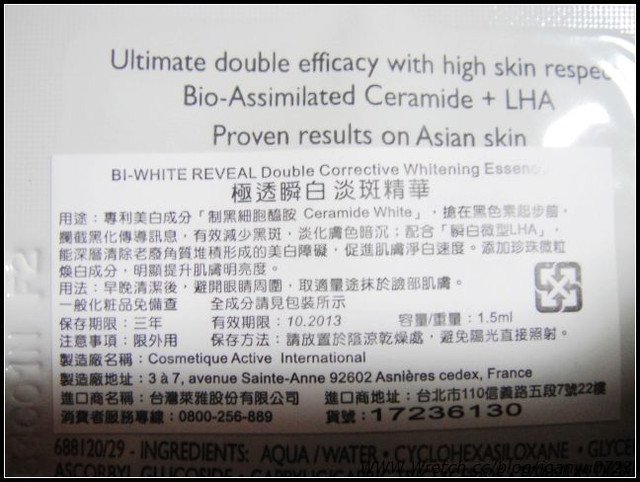 Ultimate double efficacy with high skin respe
Bio-Assimilated Ceramide + LHA
Proven results on Asian skin
BI-WHITE REVEAL Double Corrective Whitening Essen
極透瞬白 淡斑精華
用途：專利美白成分「制黑細胞醯胺 Ceramide White」，搶在黑色素起步前，
攔截黑化傳導訊息，有效減少黑斑，淡化膚色暗沉；配合「瞬白微型LHA」，
能深層清除老廢角質堆積形成的美白障礙，促進肌膚淨白速度。添加珍珠微粒
煥白成分，明顯提升肌膚明亮度。
用法：早晚清潔後，避開眼睛周圍，取適量塗抹於臉部肌膚。
一般化粧品免備查 全成分請見包裝所示
保存期限：三年 有效期限：10.2013 容量/重量：1.5ml
注意事項：限外用 保存方法：請放置於陰涼乾燥處，避免陽光直接照射。
製造廠名稱：Cosmetique Active International
製造廠地址：3 à 7, avenue Sainte-Anne 92602 Asnières cedex, France
進口商名稱：台灣萊雅股份有限公司 進口商地址：台北市110信義路五段7號22樓
消費者服務專線：0800-256-889 貨號：17236130
688120/29 - INGREDIENTS: AQUA / WATER • CYCLOHEXASILOXANE • GLYCE
ASCORBYL GLUCOSIDE